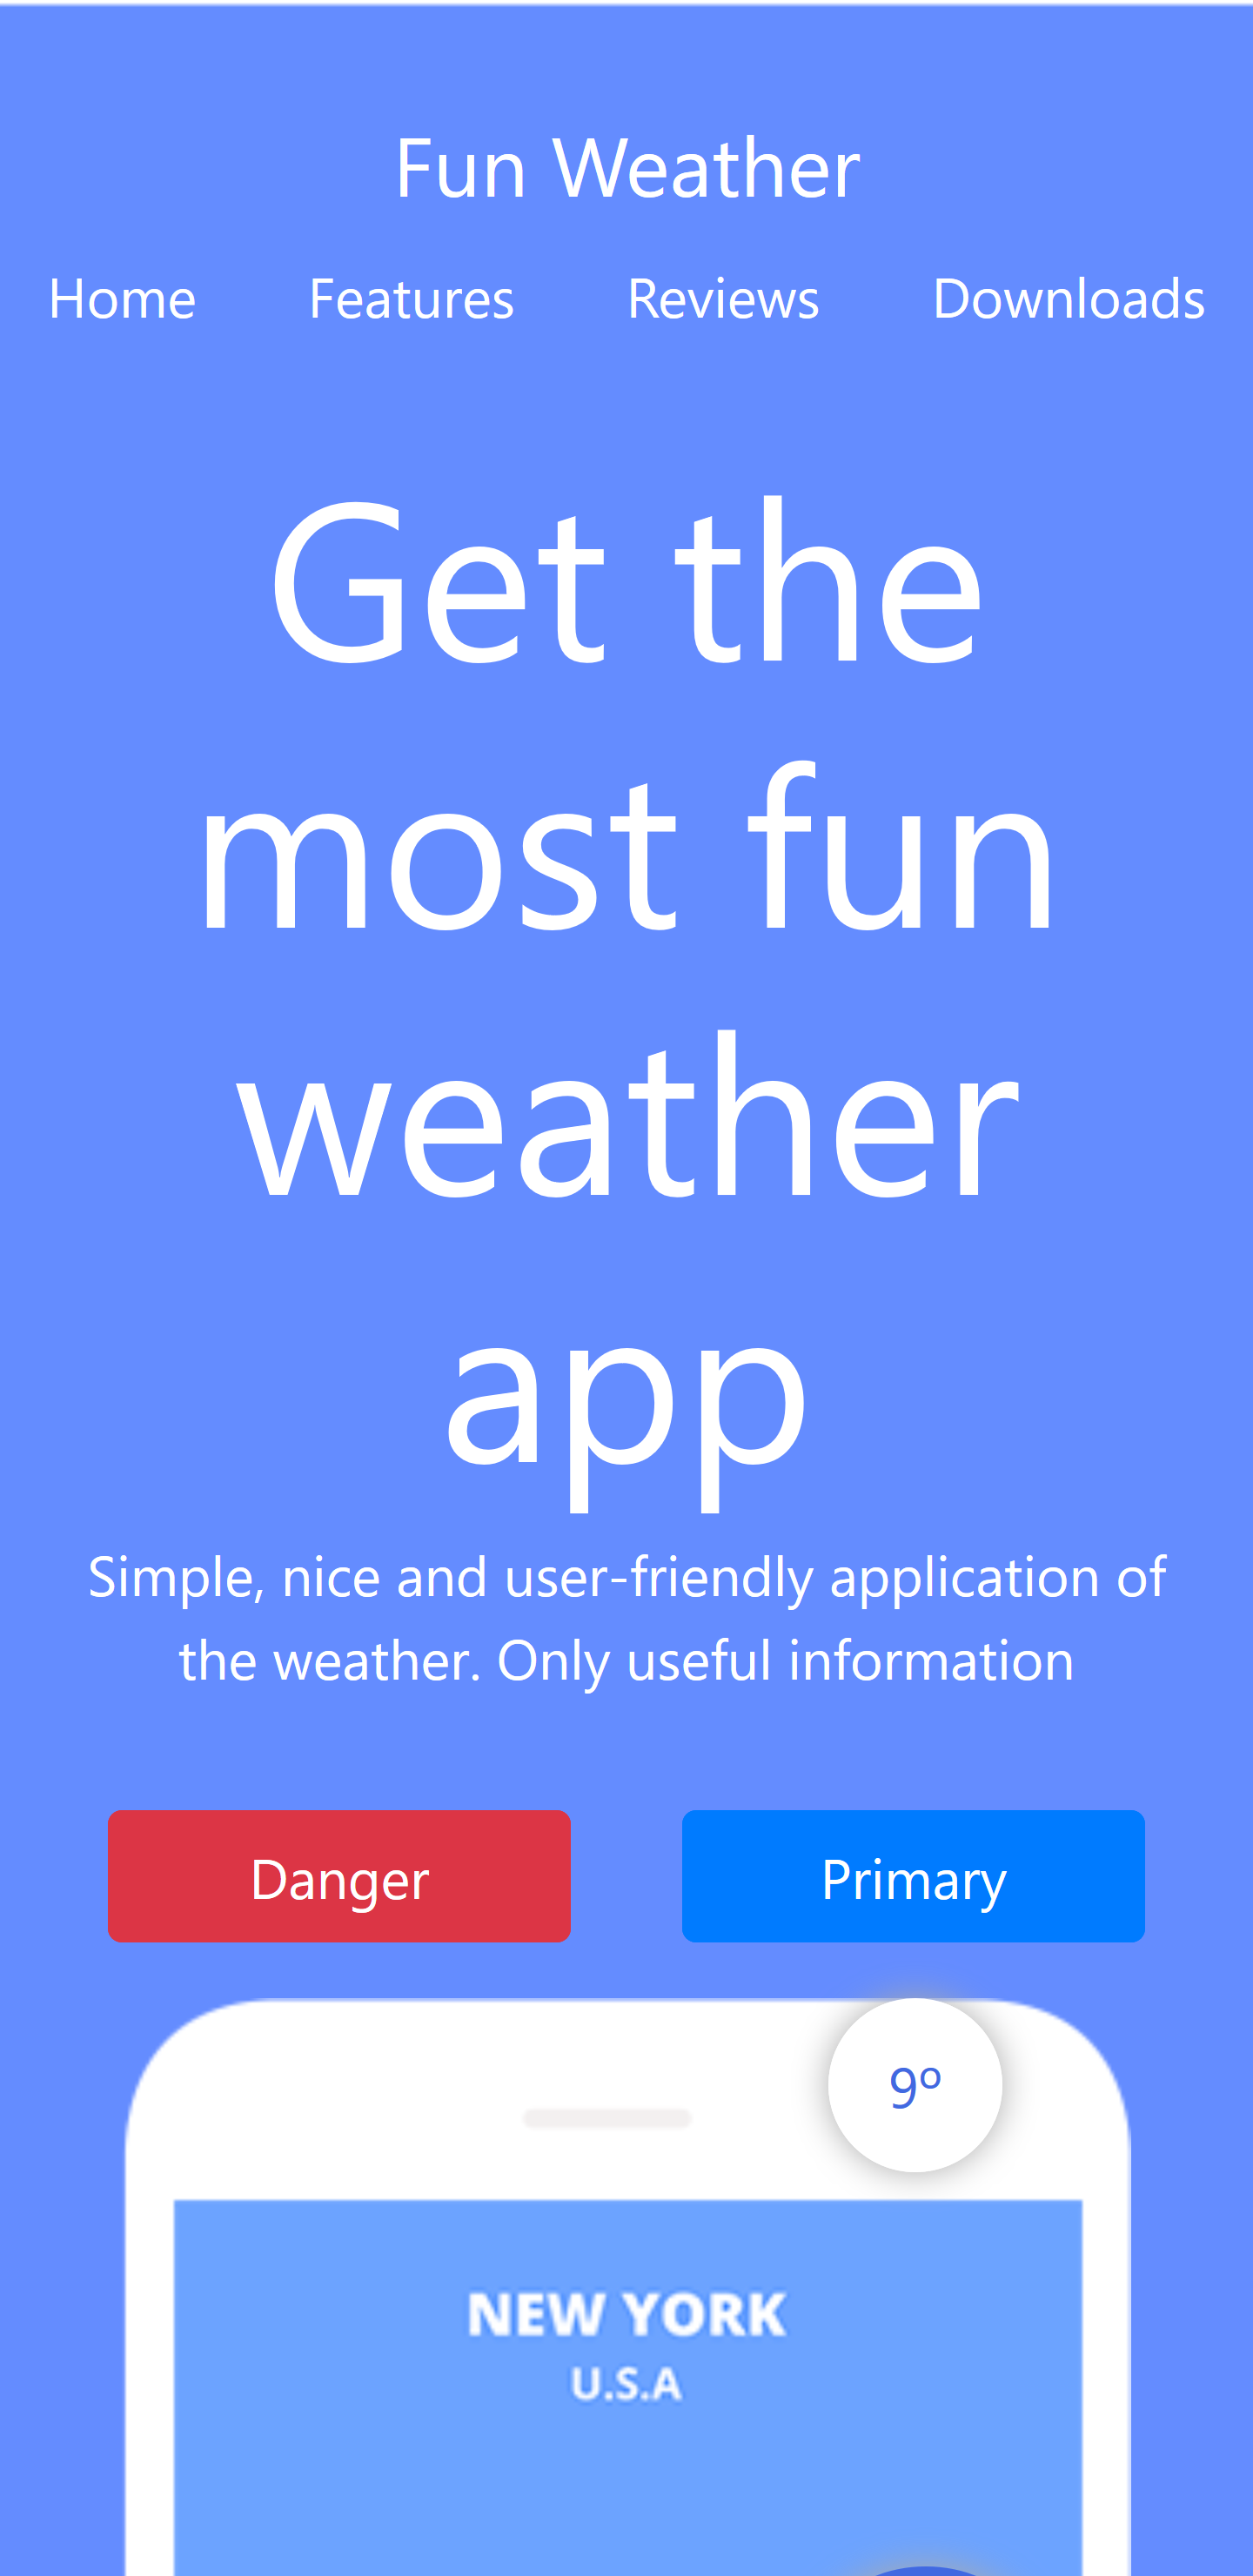 Fun Weather
Home Features Reviews Downloads
Get the
most fun
weather
app
Simple, nice and user-friendly application of
the weather. Only useful information
Danger Primary
9º
NEW YORK
U.S.A